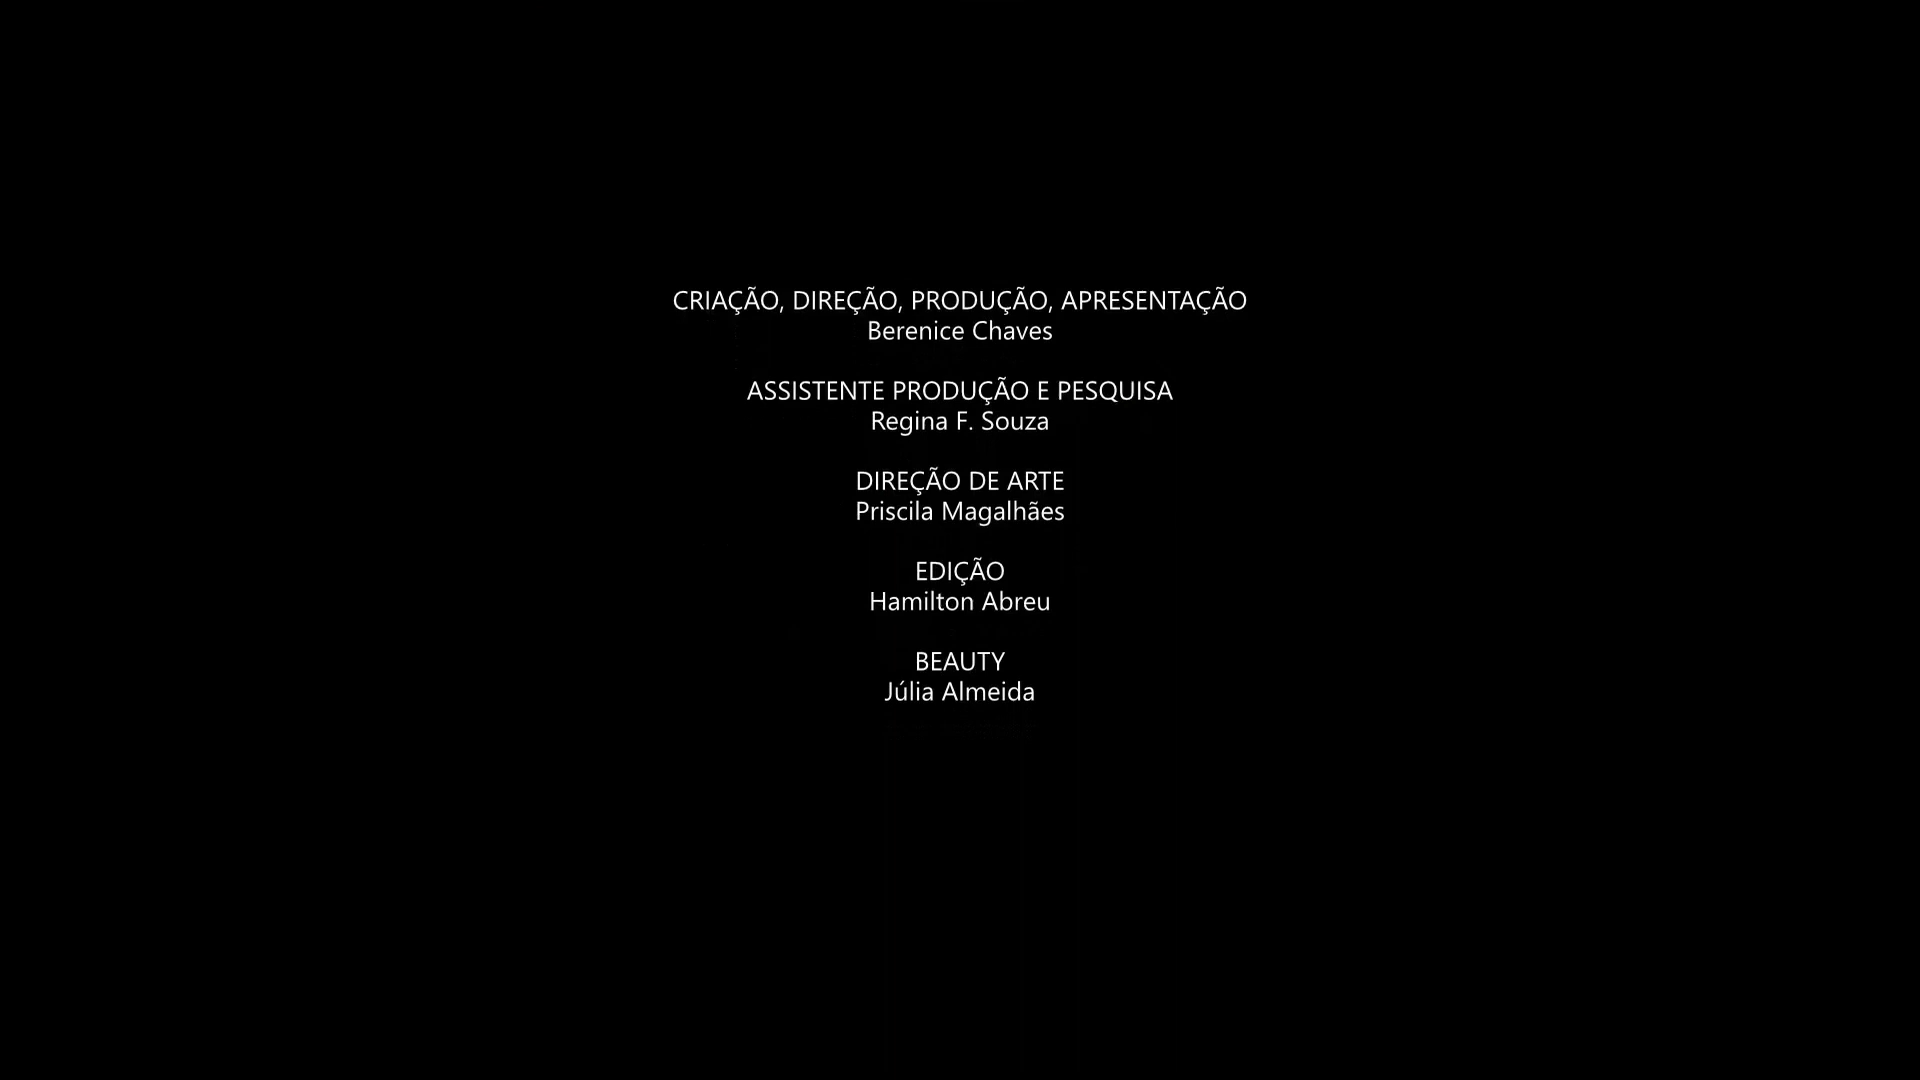 CRIAÇÃO, DIREÇÃO, PRODUÇÃO, APRESENTAÇÃO
Berenice Chaves
ASSISTENTE PRODUÇÃO E PESQUISA
Regina F. Souza
DIREÇÃO DE ARTE
Priscila Magalhães
EDIÇÃO
Hamilton Abreu
BEAUTY
Júlia Almeida